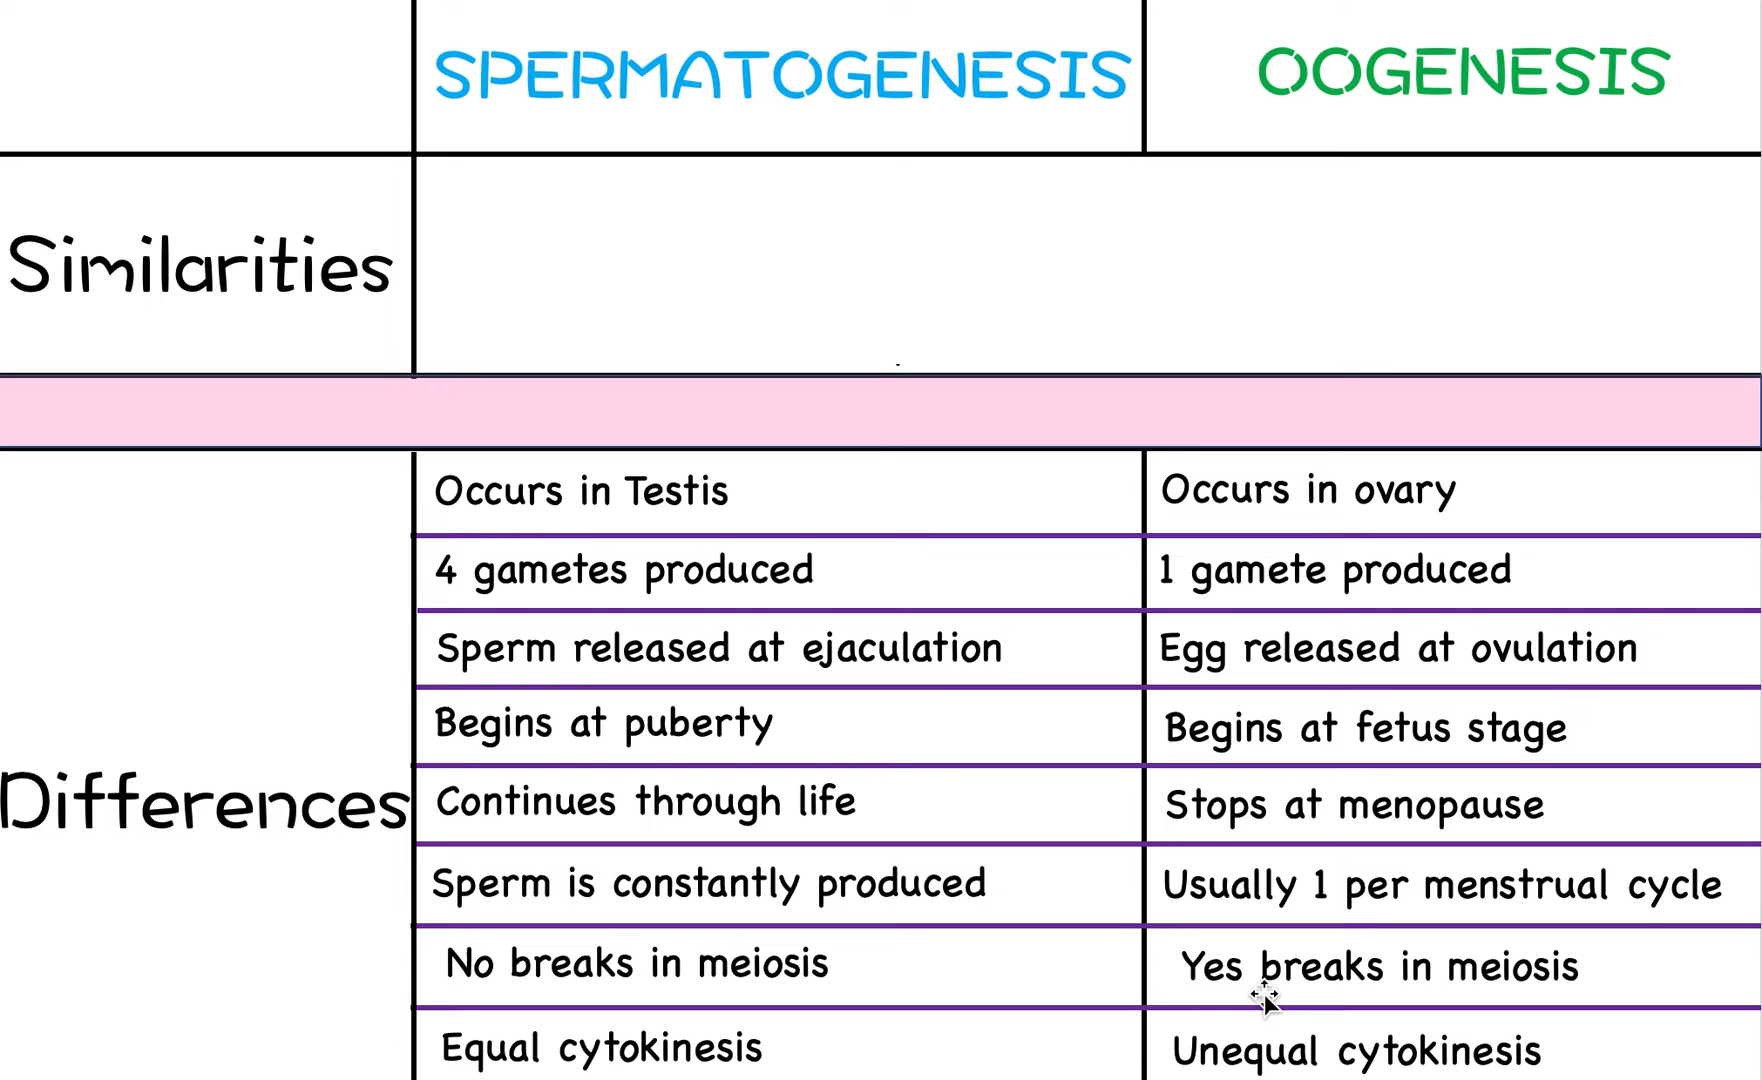 SPERMATOGENESIS
OOGENESIS
Similarities
Differences
Occurs in Testis
Occurs in ovary
4 gametes produced
1 gamete produced
Sperm released at ejaculation
Egg released at ovulation
Begins at puberty
Begins at fetus stage
Continues through life
Stops at menopause
Sperm is constantly produced
Usually 1 per menstrual cycle
No breaks in meiosis
Yes breaks in meiosis
Equal cytokinesis
Unequal cytokinesis